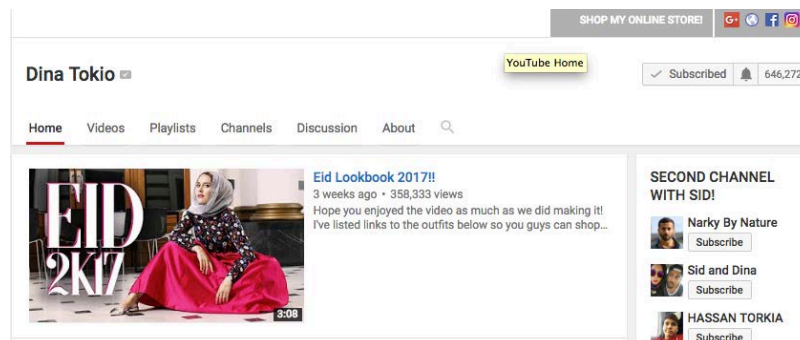 SHOP MY ONLINE STORE!
YouTube Home
Dina Tokio
Subscribed 646,272
Home Videos Playlists Channels Discussion About
EID
2K17
3:08
Eid Lookbook 2017!!
3 weeks ago • 358,333 views
Hope you enjoyed the video as much as we did making it!
I've listed links to the outfits below so you guys can shop...
SECOND CHANNEL
WITH SID!
Narky By Nature
Subscribe
Sid and Dina
Subscribe
HASSAN TORKIA
Subscribe